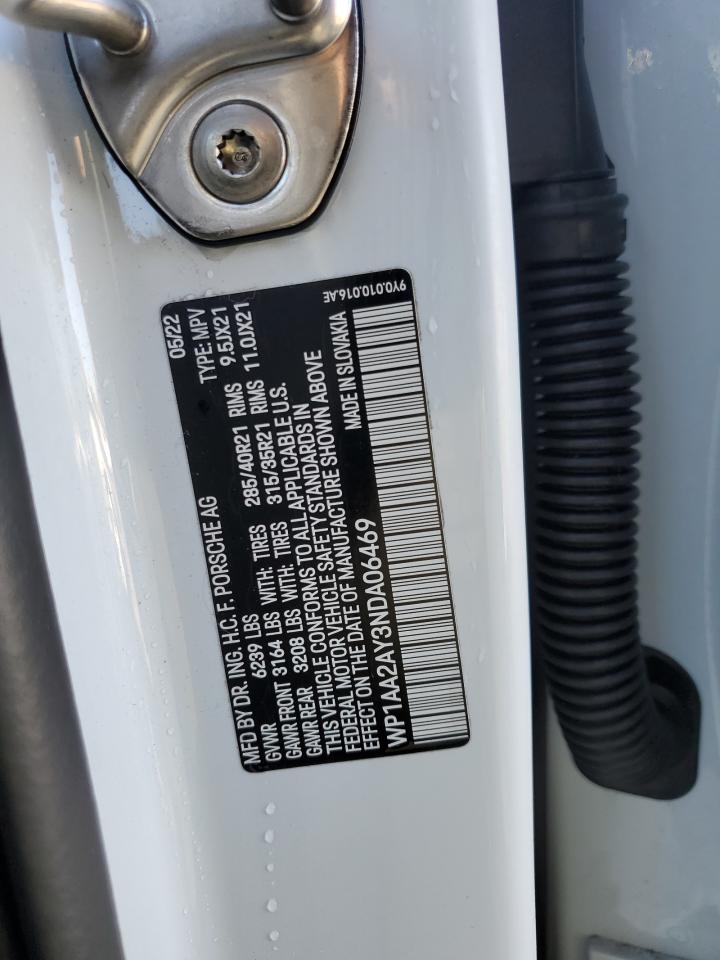 MFD BY DR. ING. H.C. F. PORSCHE AG 05/22
GVWR 6239 LBS TYPE: MPV
GAWR FRONT 3164 LBS WITH: TIRES 285/40R21 RIMS 9.5JX21
GAWR REAR 3208 LBS WITH: TIRES 315/35R21 RIMS 11.0JX21
THIS VEHICLE CONFORMS TO ALL APPLICABLE U.S.
FEDERAL MOTOR VEHICLE SAFETY STANDARDS IN
EFFECT ON THE DATE OF MANUFACTURE SHOWN ABOVE
WP1AA2AY3NDA06469 MADE IN SLOVAKIA
9Y0.010.016.AE